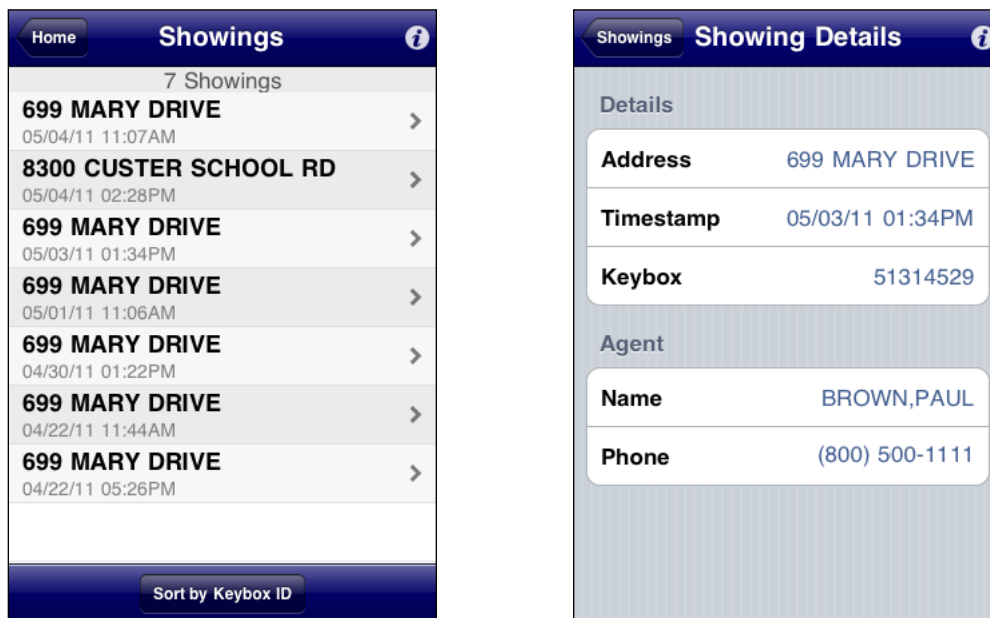 Home Showings i
7 Showings
699 MARY DRIVE
05/04/11 11:07AM
8300 CUSTER SCHOOL RD
05/04/11 02:28PM
699 MARY DRIVE
05/03/11 01:34PM
699 MARY DRIVE
05/01/11 11:06AM
699 MARY DRIVE
04/30/11 01:22PM
699 MARY DRIVE
04/22/11 11:44AM
699 MARY DRIVE
04/22/11 05:26PM
Sort by Keybox ID
Showings Showing Details i
Details
Address 699 MARY DRIVE
Timestamp 05/03/11 01:34PM
Keybox 51314529
Agent
Name BROWN,PAUL
Phone (800) 500-1111